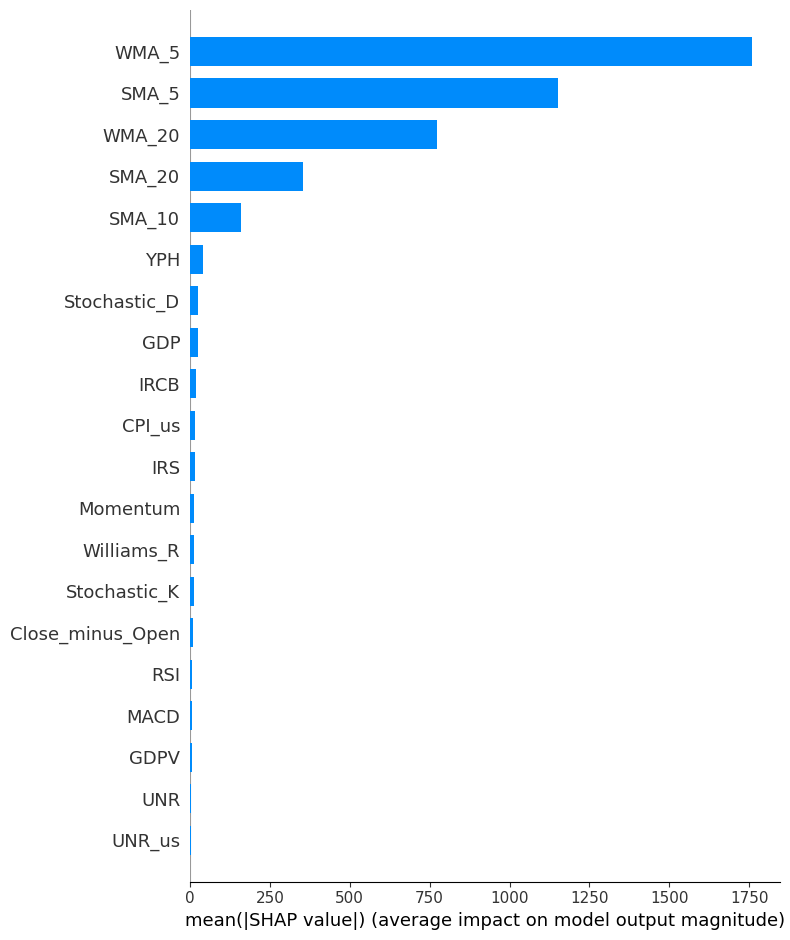 WMA_5
SMA_5
WMA_20
SMA_20
SMA_10
YPH
Stochastic_D
GDP
IRCB
CPI_us
IRS
Momentum
Williams_R
Stochastic_K
Close_minus_Open
RSI
MACD
GDPV
UNR
UNR_us
0 250 500 750 1000 1250 1500 1750
mean(|SHAP value|) (average impact on model output magnitude)